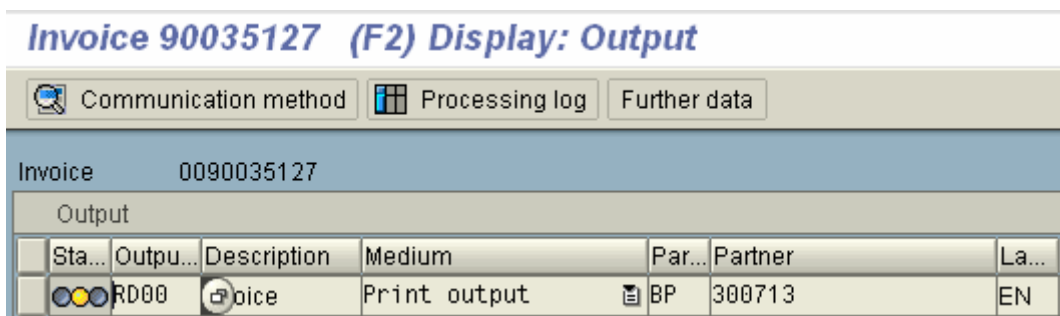 Invoice 90035127 (F2) Display: Output
Communication method Processing log Further data
Invoice 0090035127
Output
Sta... Outpu... Description Medium Par... Partner La...
RD00 oice Print output BP 300713 EN